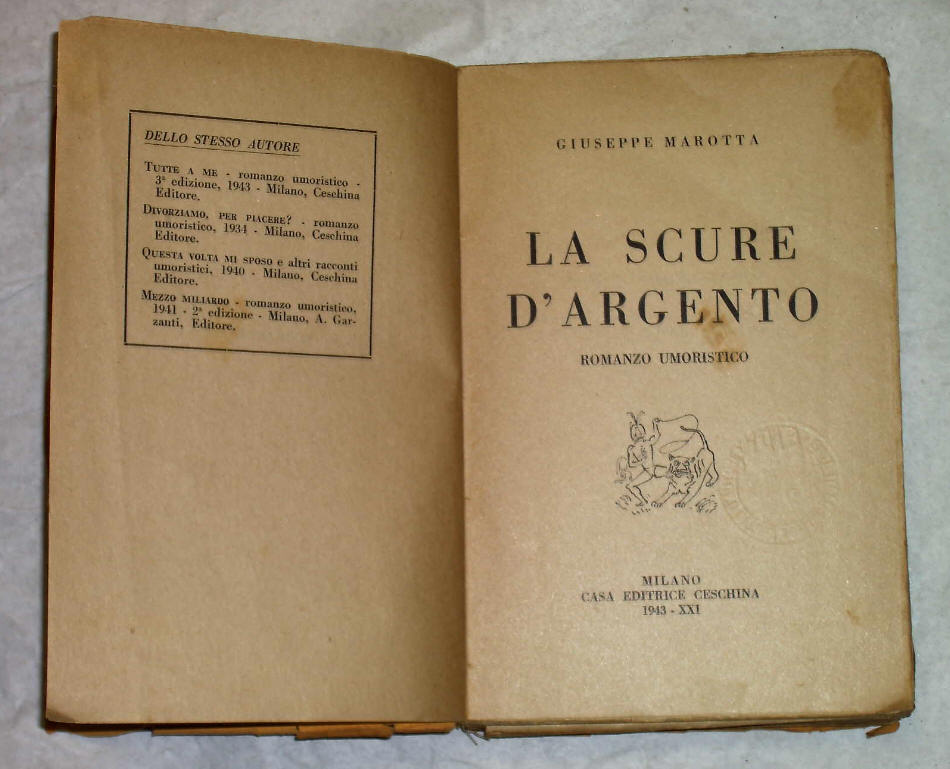 DELLO STESSO AUTORE
TUTTE A ME - romanzo umoristico -
3ª edizione, 1943 - Milano, Ceschina
Editore.
DIVORZIAMO, PER PIACERE? - romanzo
umoristico, 1934 - Milano, Ceschina
Editore.
QUESTA VOLTA MI SPOSO e altri racconti
umoristici, 1940 - Milano, Ceschina
Editore.
MEZZO MILIARDO - romanzo umoristico,
1941 - 2ª edizione - Milano, A. Gar-
zanti, Editore.
GIUSEPPE MAROTTA
LA SCURE
D'ARGENTO
ROMANZO UMORISTICO
MILANO
CASA EDITRICE CESCHINA
1943 - XXI